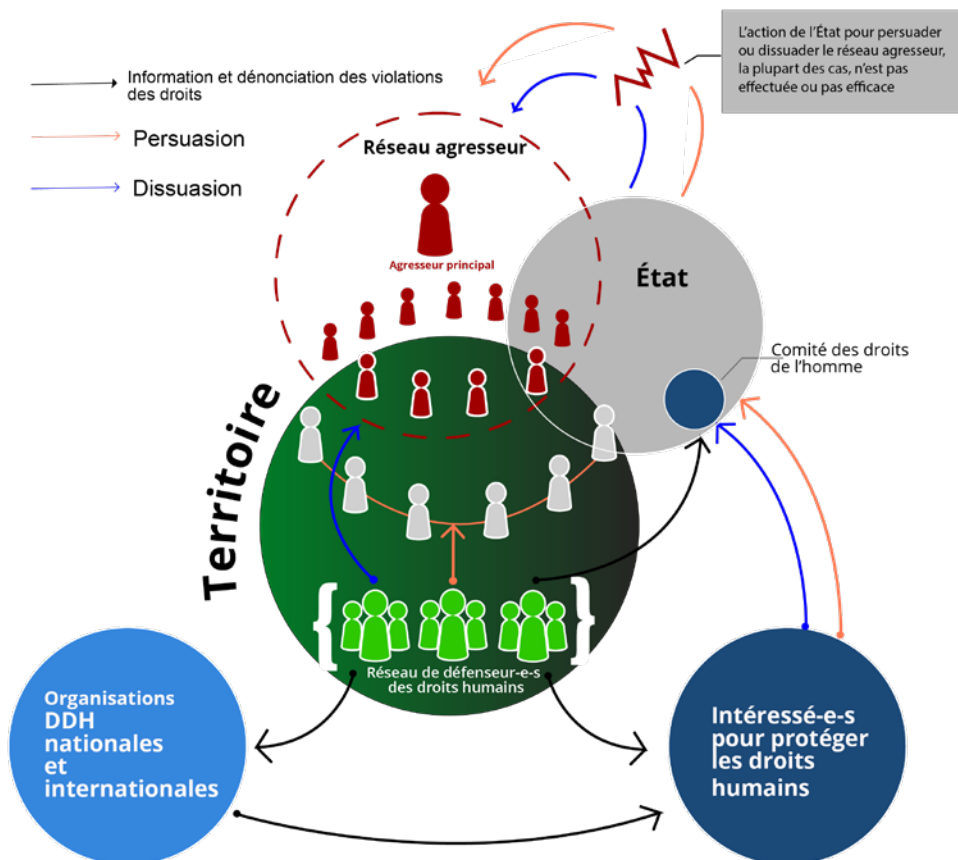 Information et dénonciation des violations
des droits
Persuasion
Dissuasion
L'action de l'État pour persuader
ou dissuader le réseau agresseur,
la plupart des cas, n'est pas
effectuée ou pas efficace
Réseau agresseur
Agresseur principal
État
Comité des droits
de l'homme
Territoire
Réseau de défenseur-e-s
des droits humains
Organisations
DDH
nationales
et
internationales
Intéressé-e-s
pour protéger
les droits
humains